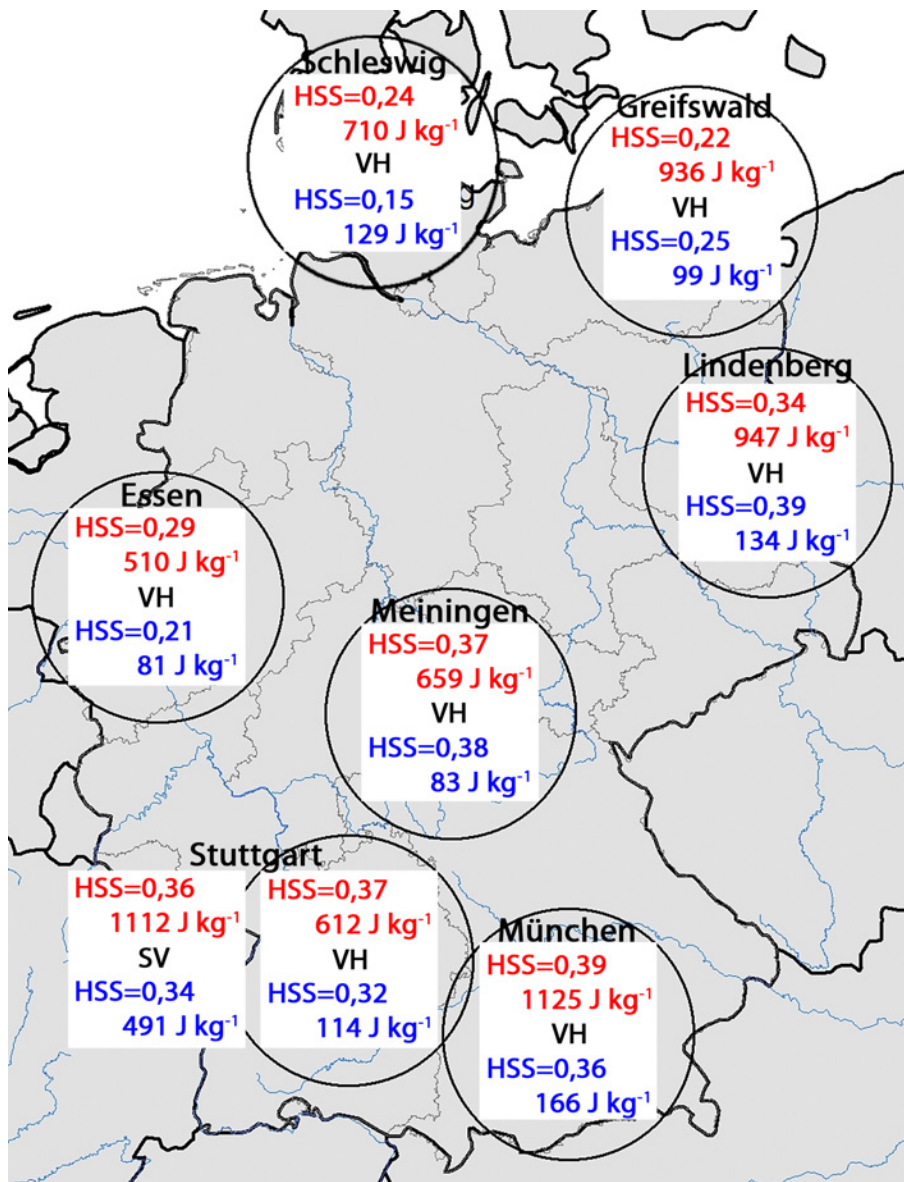 Schleswig
HSS=0,24
710 J kg⁻¹
VH
HSS=0,15
129 J kg⁻¹
Greifswald
HSS=0,22
936 J kg⁻¹
VH
HSS=0,25
99 J kg⁻¹
Lindenberg
HSS=0,34
947 J kg⁻¹
VH
HSS=0,39
134 J kg⁻¹
Essen
HSS=0,29
510 J kg⁻¹
VH
HSS=0,21
81 J kg⁻¹
Meiningen
HSS=0,37
659 J kg⁻¹
VH
HSS=0,38
83 J kg⁻¹
Stuttgart
HSS=0,36
1112 J kg⁻¹
SV
HSS=0,34
491 J kg⁻¹
HSS=0,37
612 J kg⁻¹
VH
HSS=0,32
114 J kg⁻¹
München
HSS=0,39
1125 J kg⁻¹
VH
HSS=0,36
166 J kg⁻¹